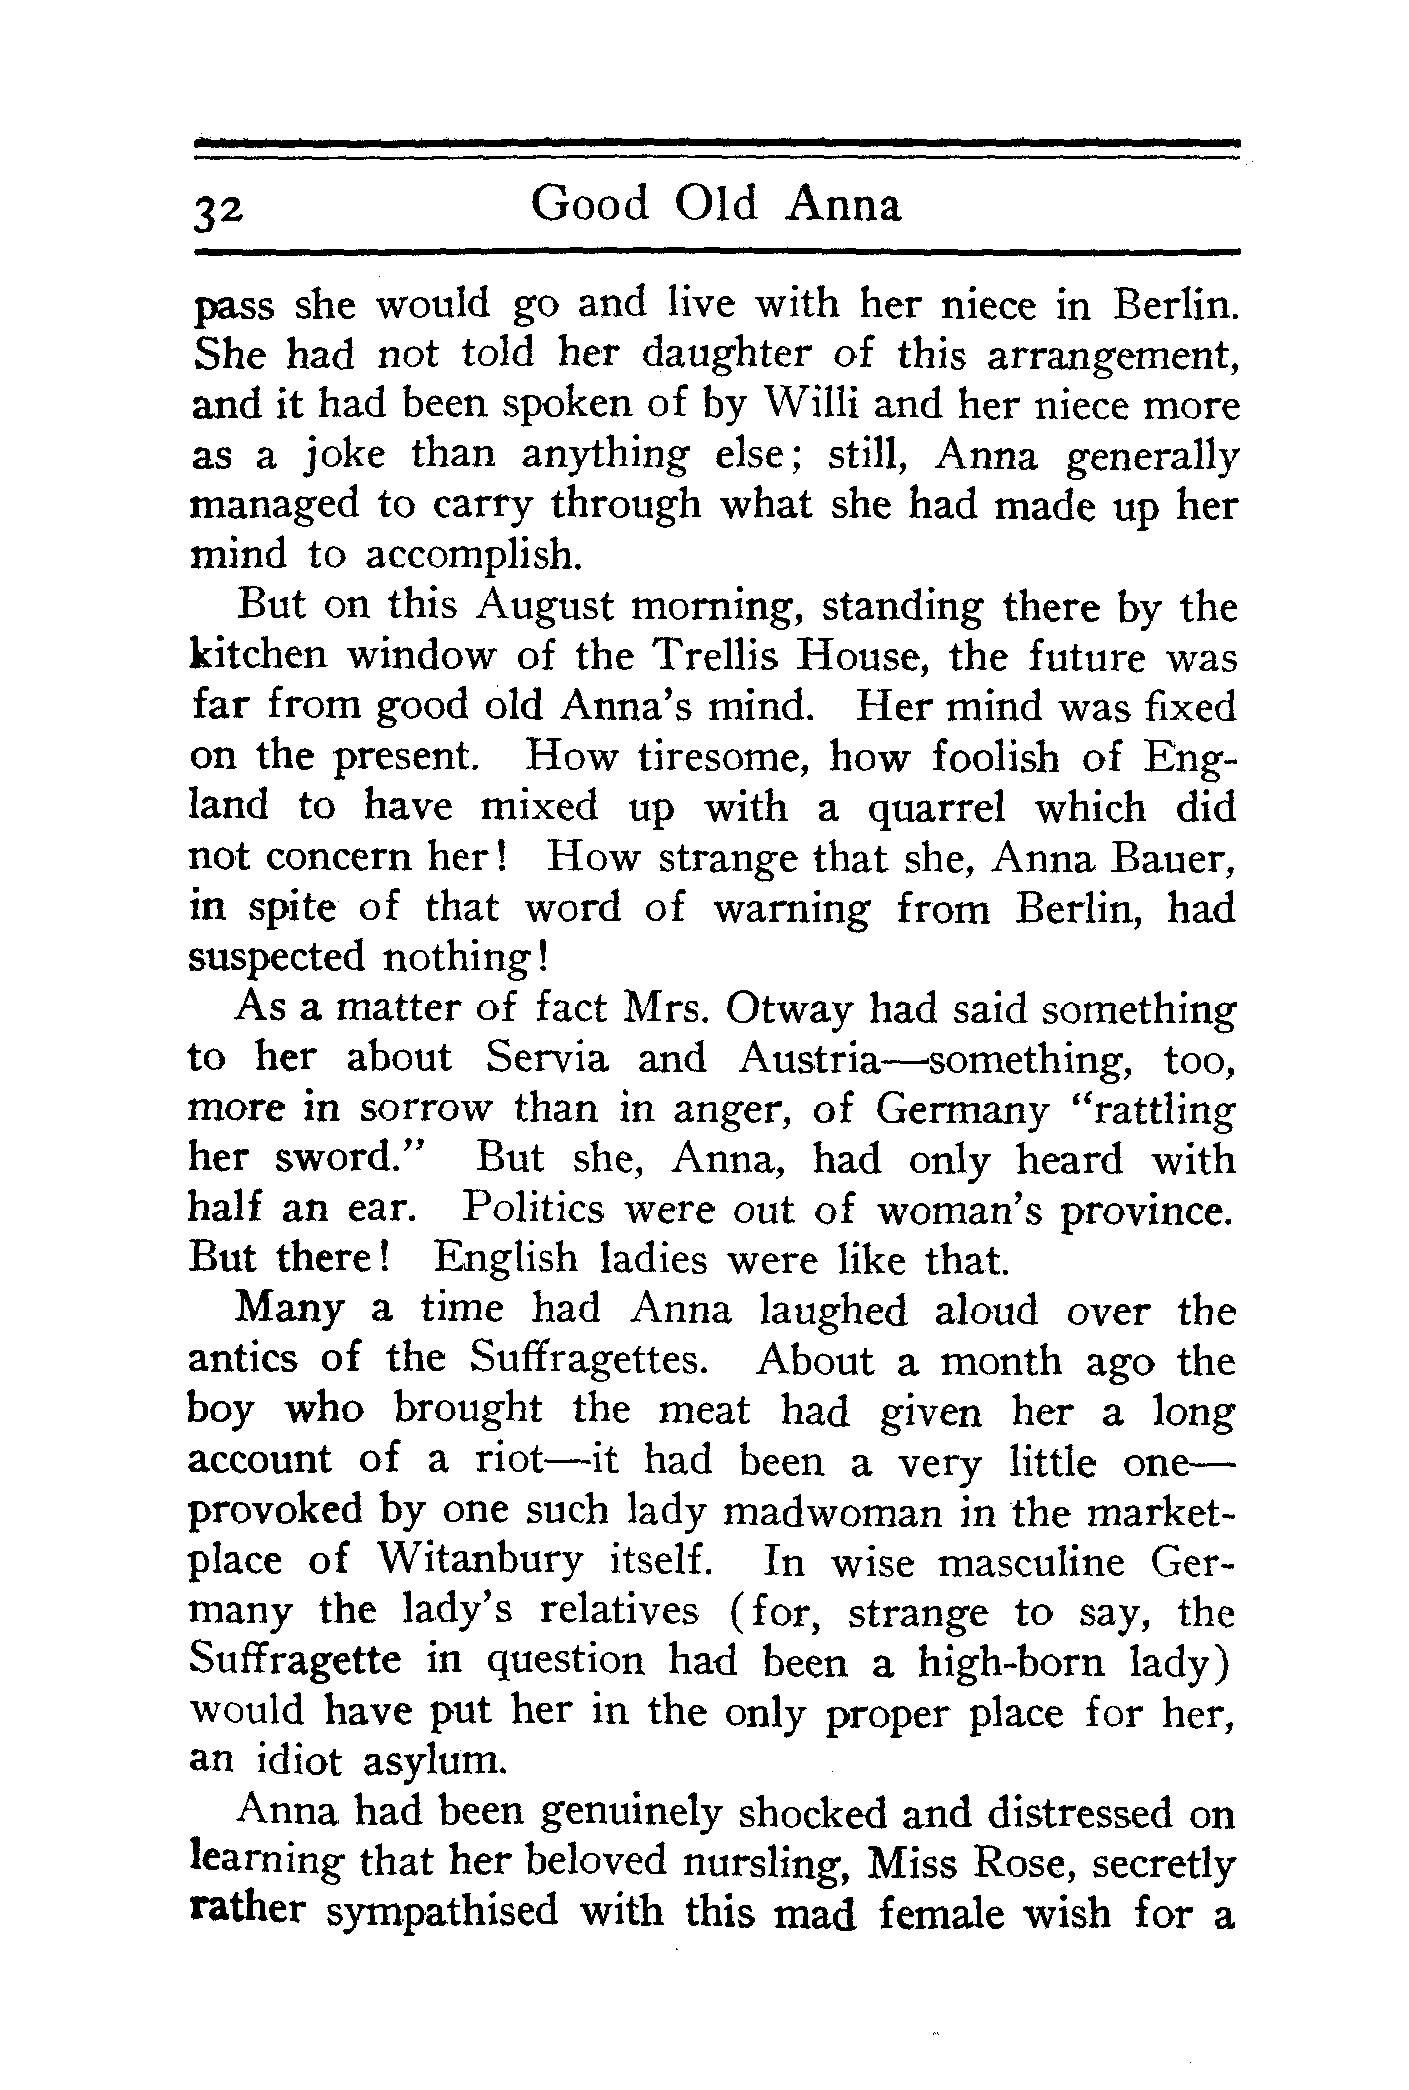 32 Good Old Anna
pass she would go and live with her niece in Berlin.
She had not told her daughter of this arrangement,
and it had been spoken of by Willi and her niece more
as a joke than anything else; still, Anna generally
managed to carry through what she had made up her
mind to accomplish.
But on this August morning, standing there by the
kitchen window of the Trellis House, the future was
far from good old Anna's mind. Her mind was fixed
on the present. How tiresome, how foolish of Eng-
land to have mixed up with a quarrel which did
not concern her! How strange that she, Anna Bauer,
in spite of that word of warning from Berlin, had
suspected nothing!
As a matter of fact Mrs. Otway had said something
to her about Servia and Austria—something, too,
more in sorrow than in anger, of Germany "rattling
her sword." But she, Anna, had only heard with
half an ear. Politics were out of woman's province.
But there! English ladies were like that.
Many a time had Anna laughed aloud over the
antics of the Suffragettes. About a month ago the
boy who brought the meat had given her a long
account of a riot—it had been a very little one—
provoked by one such lady madwoman in the market-
place of Witanbury itself. In wise masculine Ger-
many the lady's relatives (for, strange to say, the
Suffragette in question had been a high-born lady)
would have put her in the only proper place for her,
an idiot asylum.
Anna had been genuinely shocked and distressed on
learning that her beloved nursling, Miss Rose, secretly
rather sympathised with this mad female wish for a